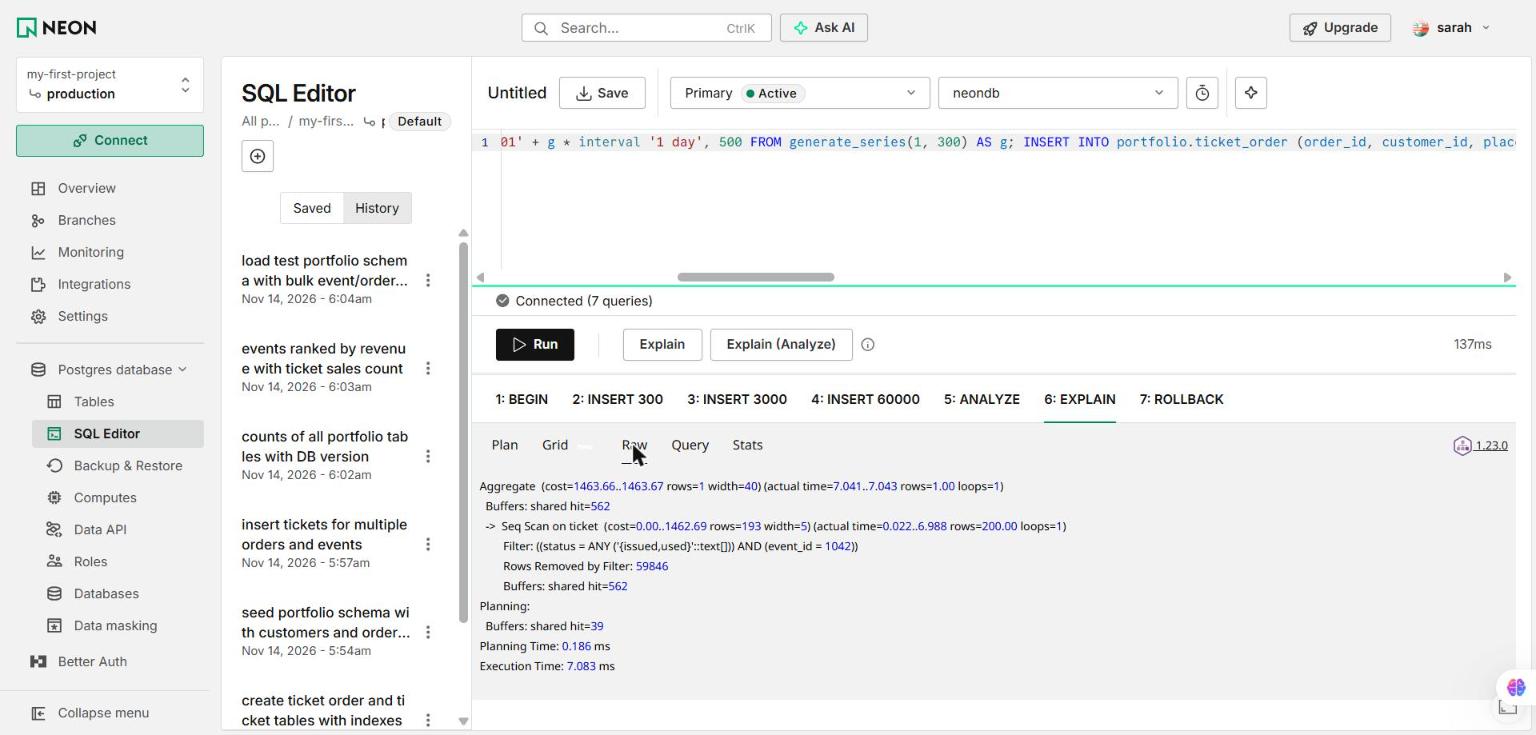 NEON
Search...
CtrlK
Ask AI
Upgrade
sarah
my-first-project
production
Connect
Overview
Branches
Monitoring
Integrations
Settings
Postgres database
Tables
SQL Editor
Backup & Restore
Computes
Data API
Roles
Databases
Data masking
Better Auth
Collapse menu
SQL Editor
All p... / my-firs...
Default
Saved
History
load test portfolio schem
a with bulk event/order...
Nov 14, 2026 - 6:04am
events ranked by revenu
e with ticket sales count
Nov 14, 2026 - 6:03am
counts of all portfolio tab
les with DB version
Nov 14, 2026 - 6:02am
insert tickets for multiple
orders and events
Nov 14, 2026 - 5:57am
seed portfolio schema wi
th customers and order...
Nov 14, 2026 - 5:54am
create ticket order and ti
cket tables with indexes
Untitled
Save
Primary Active
neondb
1 01' + g * interval '1 day', 500 FROM generate_series(1, 300) AS g; INSERT INTO portfolio.ticket_order (order_id, customer_id, plac
Connected (7 queries)
Run
Explain
Explain (Analyze)
137ms
1: BEGIN 2: INSERT 300 3: INSERT 3000 4: INSERT 60000 5: ANALYZE 6: EXPLAIN 7: ROLLBACK
Plan Grid Raw Query Stats
1.23.0
Aggregate (cost=1463.66..1463.67 rows=1 width=40) (actual time=7.041..7.043 rows=1.00 loops=1)
Buffers: shared hit=562
-> Seq Scan on ticket (cost=0.00..1462.69 rows=193 width=5) (actual time=0.022..6.988 rows=200.00 loops=1)
Filter: ((status = ANY ('{issued,used}'::text[])) AND (event_id = 1042))
Rows Removed by Filter: 59846
Buffers: shared hit=562
Planning:
Buffers: shared hit=39
Planning Time: 0.186 ms
Execution Time: 7.083 ms